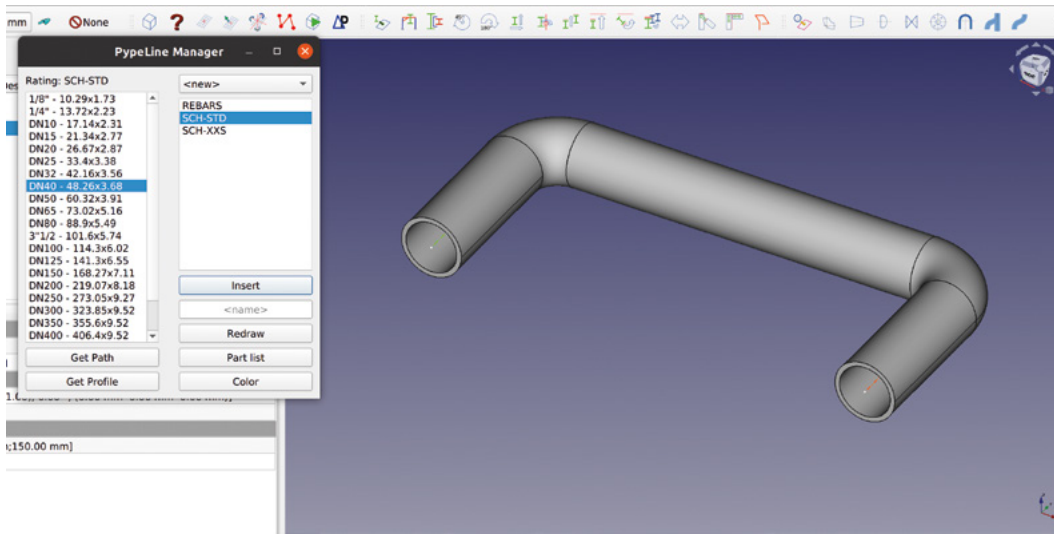 mm
None
PypeLine Manager
Rating: SCH-STD
<new>
1/8" - 10.29x1.73
1/4" - 13.72x2.23
DN10 - 17.14x2.31
DN15 - 21.34x2.77
DN20 - 26.67x2.87
DN25 - 33.4x3.38
DN32 - 42.16x3.56
DN40 - 48.26x3.68
DN50 - 60.32x3.91
DN65 - 73.02x5.16
DN80 - 88.9x5.49
3"1/2 - 101.6x5.74
DN100 - 114.3x6.02
DN125 - 141.3x6.55
DN150 - 168.27x7.11
DN200 - 219.07x8.18
DN250 - 273.05x9.27
DN300 - 323.85x9.52
DN350 - 355.6x9.52
DN400 - 406.4x9.52
REBARS
SCH-STD
SCH-XXS
Insert
<name>
Redraw
Get Path
Part list
Get Profile
Color
;150.00 mm]